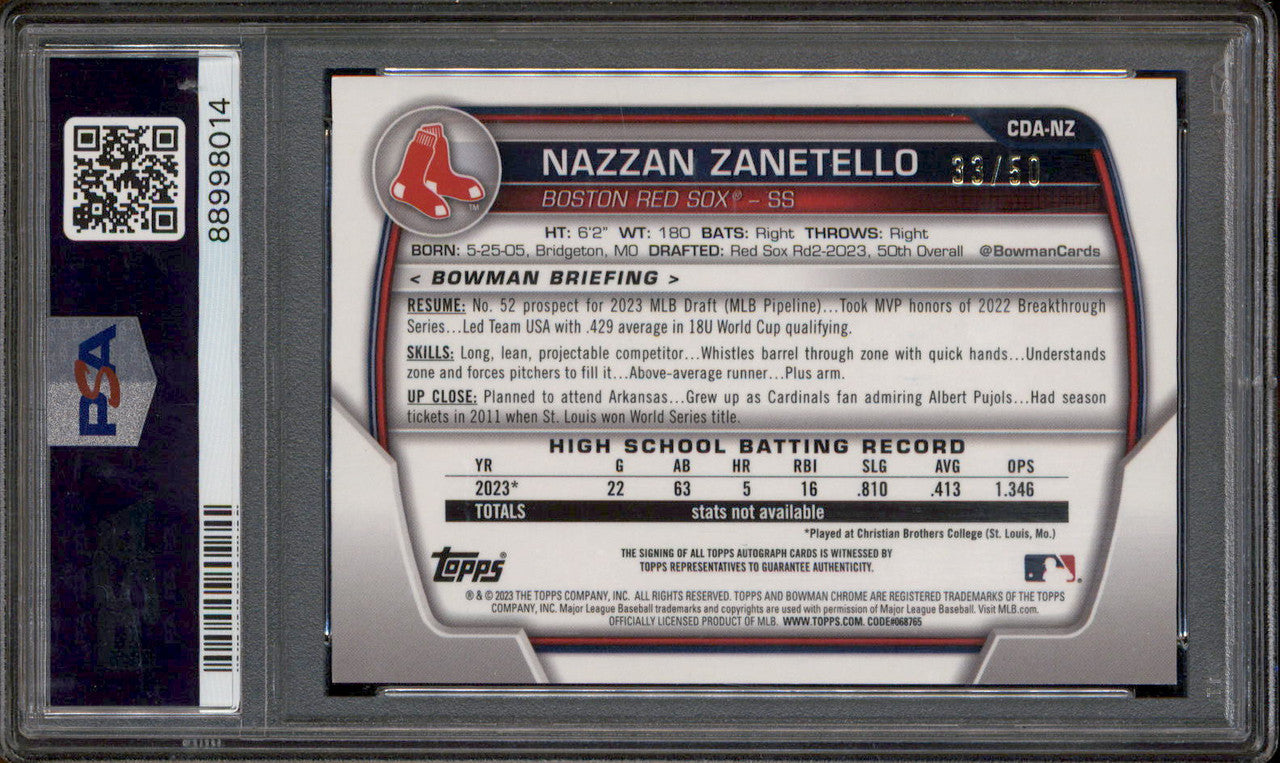 88998014
PSA
CDA-NZ
NAZZAN ZANETELLO 33/50
BOSTON RED SOX® - SS
HT: 6'2" WT: 180 BATS: Right THROWS: Right
BORN: 5-25-05, Bridgeton, MO DRAFTED: Red Sox Rd2-2023, 50th Overall @BowmanCards
< BOWMAN BRIEFING >
RESUME: No. 52 prospect for 2023 MLB Draft (MLB Pipeline)...Took MVP honors of 2022 Breakthrough
Series...Led Team USA with .429 average in 18U World Cup qualifying.
SKILLS: Long, lean, projectable competitor...Whistles barrel through zone with quick hands...Understands
zone and forces pitchers to fill it...Above-average runner...Plus arm.
UP CLOSE: Planned to attend Arkansas...Grew up as Cardinals fan admiring Albert Pujols...Had season
tickets in 2011 when St. Louis won World Series title.
HIGH SCHOOL BATTING RECORD
YR G AB HR RBI SLG AVG OPS
2023* 22 63 5 16 .810 .413 1.346
TOTALS stats not available
*Played at Christian Brothers College (St. Louis, Mo.)
Topps®
THE SIGNING OF ALL TOPPS AUTOGRAPH CARDS IS WITNESSED BY
TOPPS REPRESENTATIVES TO GUARANTEE AUTHENTICITY.
® & © 2023 THE TOPPS COMPANY, INC. ALL RIGHTS RESERVED. TOPPS AND BOWMAN CHROME ARE REGISTERED TRADEMARKS OF THE TOPPS
COMPANY, INC. Major League Baseball trademarks and copyrights are used with permission of Major League Baseball. Visit MLB.com.
OFFICIALLY LICENSED PRODUCT OF MLB. WWW.TOPPS.COM. CODE#068765